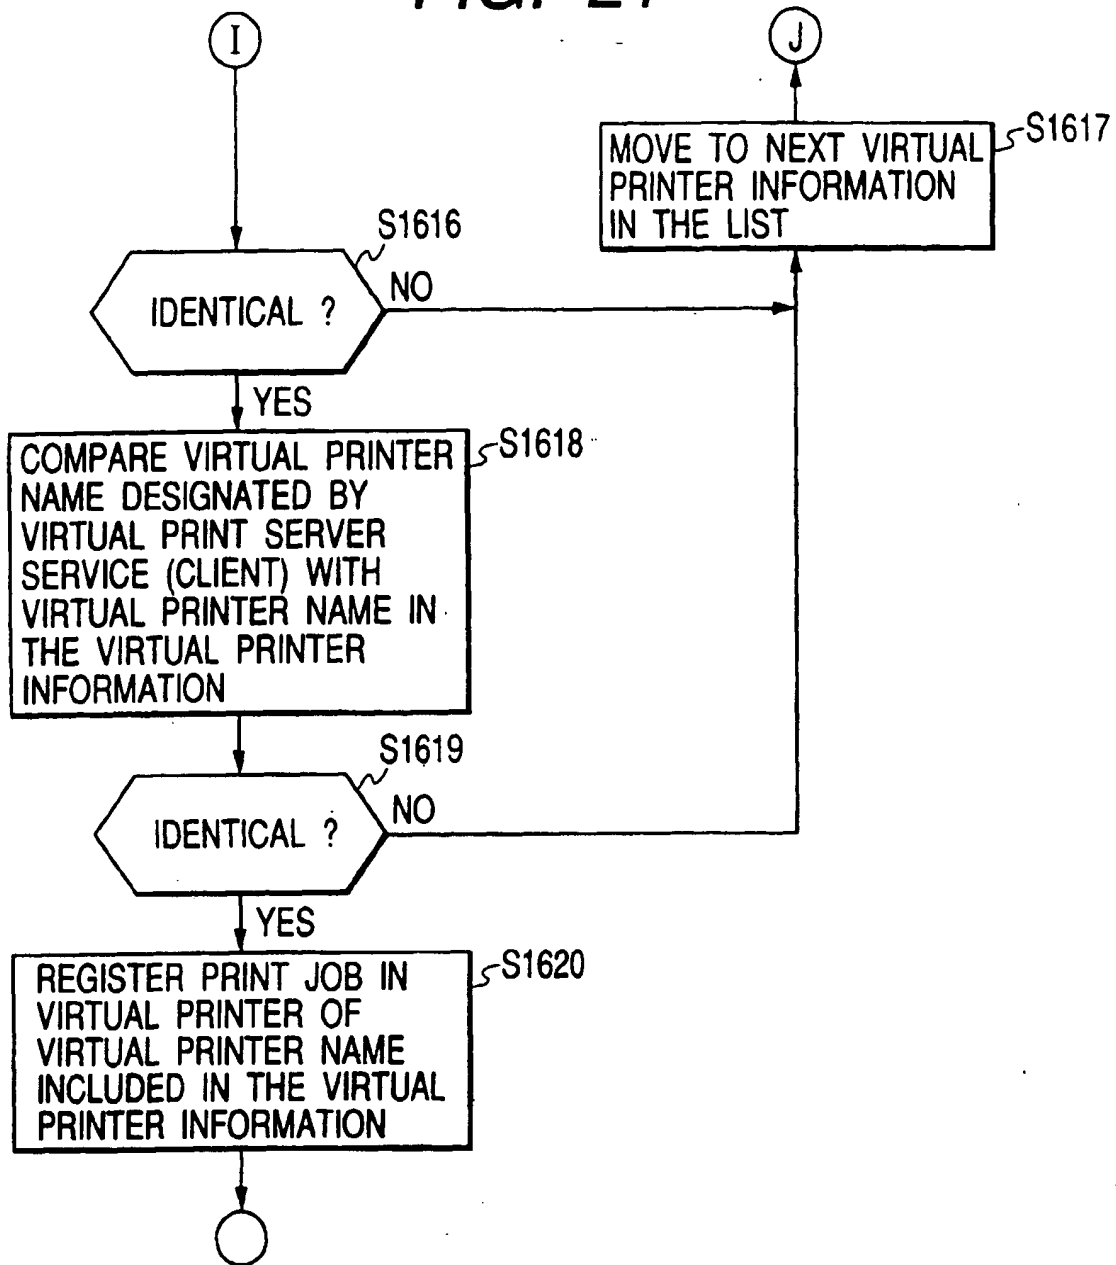 I
J
MOVE TO NEXT VIRTUAL
PRINTER INFORMATION
IN THE LIST
S1617
S1616
IDENTICAL ?
NO
YES
COMPARE VIRTUAL PRINTER
NAME DESIGNATED BY
VIRTUAL PRINT SERVER
SERVICE (CLIENT) WITH
VIRTUAL PRINTER NAME IN
THE VIRTUAL PRINTER
INFORMATION
S1618
S1619
IDENTICAL ?
NO
YES
REGISTER PRINT JOB IN
VIRTUAL PRINTER OF
VIRTUAL PRINTER NAME
INCLUDED IN THE VIRTUAL
PRINTER INFORMATION
S1620